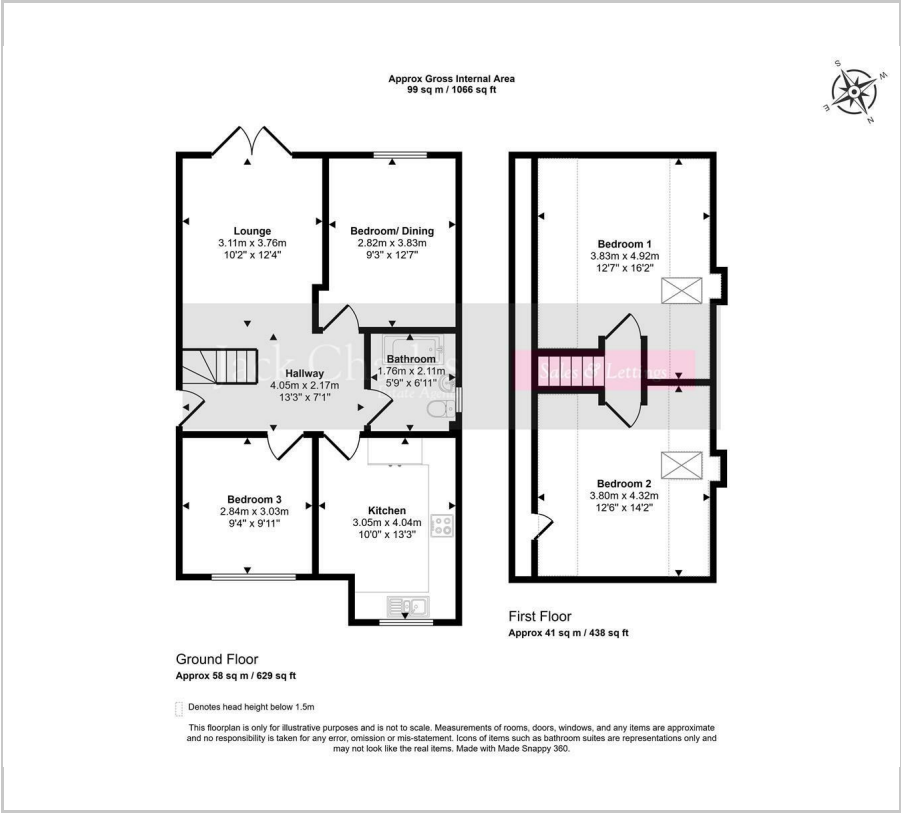 Approx Gross Internal Area
99 sq m / 1066 sq ft
S
W
E
N
Lounge
3.11m x 3.76m
10'2" x 12'4"
Bedroom/ Dining
2.82m x 3.83m
9'3" x 12'7"
Bedroom 1
3.83m x 4.92m
12'7" x 16'2"
Jack Charles
Estate Agents
Sales & Lettings
Hallway
4.05m x 2.17m
13'3" x 7'1"
Bathroom
1.76m x 2.11m
5'9" x 6'11"
Bedroom 3
2.84m x 3.03m
9'4" x 9'11"
Kitchen
3.05m x 4.04m
10'0" x 13'3"
Bedroom 2
3.80m x 4.32m
12'6" x 14'2"
First Floor
Approx 41 sq m / 438 sq ft
Ground Floor
Approx 58 sq m / 629 sq ft
Denotes head height below 1.5m
This floorplan is only for illustrative purposes and is not to scale. Measurements of rooms, doors, windows, and any items are approximate
and no responsibility is taken for any error, omission or mis-statement. Icons of items such as bathroom suites are representations only and
may not look like the real items. Made with Made Snappy 360.